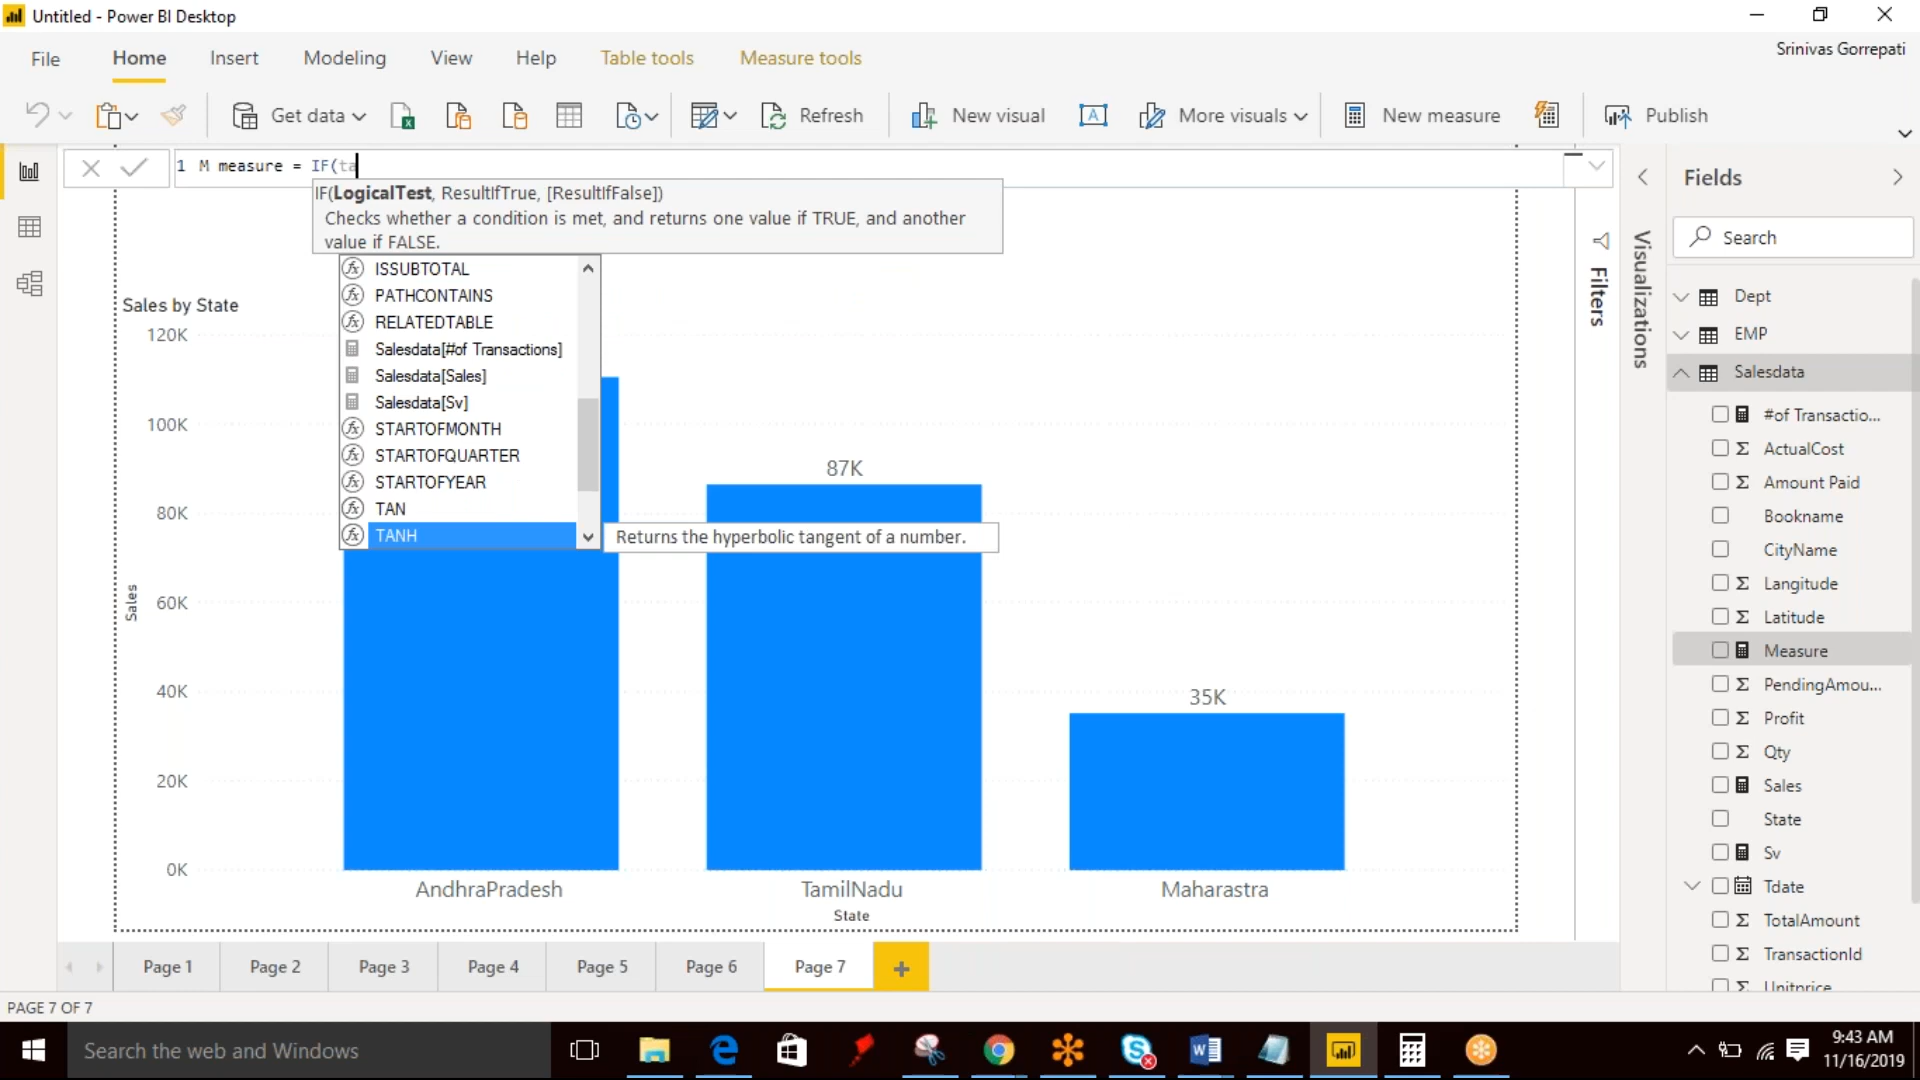 Untitled - Power BI Desktop
Srinivas Gorrepati
File Home Insert Modeling View Help Table tools Measure tools
Get data Refresh New visual More visuals New measure Publish
1 M measure = IF(ta
IF(LogicalTest, ResultIfTrue, [ResultIfFalse])
Checks whether a condition is met, and returns one value if TRUE, and another
value if FALSE.
ISSUBTOTAL
PATHCONTAINS
RELATEDTABLE
Salesdata[#of Transactions]
Salesdata[Sales]
Salesdata[Sv]
STARTOFMONTH
STARTOFQUARTER
STARTOFYEAR
TAN
TANH
Returns the hyperbolic tangent of a number.
Sales by State
120K
100K
80K
60K
40K
20K
0K
Sales
87K
35K
AndhraPradesh TamilNadu Maharastra
State
Filters
Visualizations
Fields
Search
Dept
EMP
Salesdata
#of Transactio...
ActualCost
Amount Paid
Bookname
CityName
Langitude
Latitude
Measure
PendingAmou...
Profit
Qty
Sales
State
Sv
Tdate
TotalAmount
TransactionId
Unitprice
Page 1 Page 2 Page 3 Page 4 Page 5 Page 6 Page 7
PAGE 7 OF 7
Search the web and Windows
9:43 AM
11/16/2019